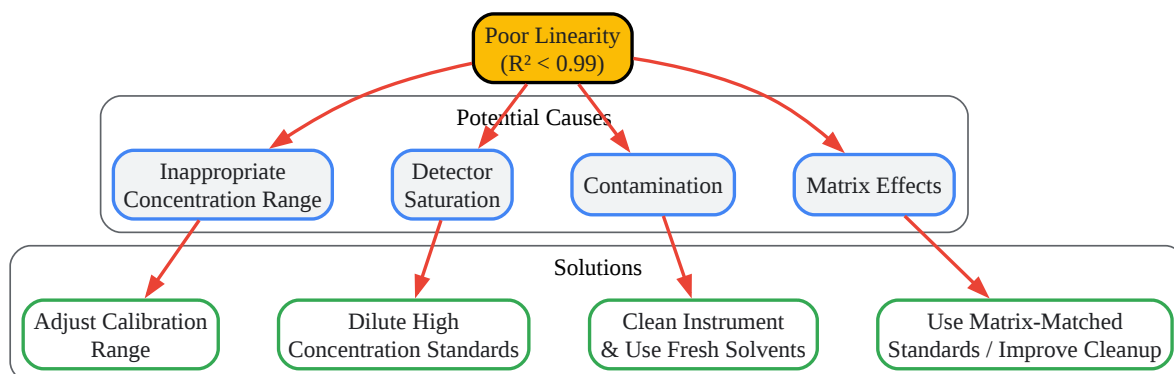 Poor Linearity
(R² < 0.99)
Potential Causes
Inappropriate
Concentration Range
Detector
Saturation
Contamination
Matrix Effects
Solutions
Adjust Calibration
Range
Dilute High
Concentration Standards
Clean Instrument
& Use Fresh Solvents
Use Matrix-Matched
Standards / Improve Cleanup